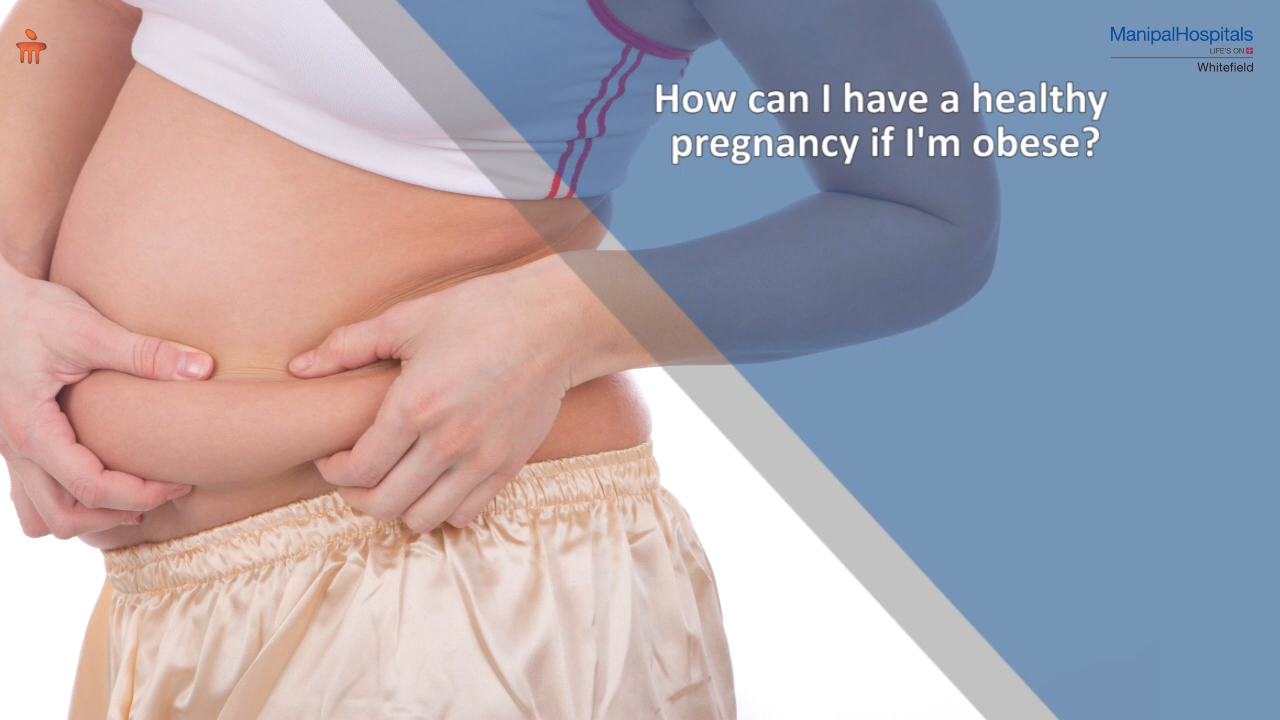 ManipalHospitals
LIFE'S ON
Whitefield
How can I have a healthy
pregnancy if I'm obese?